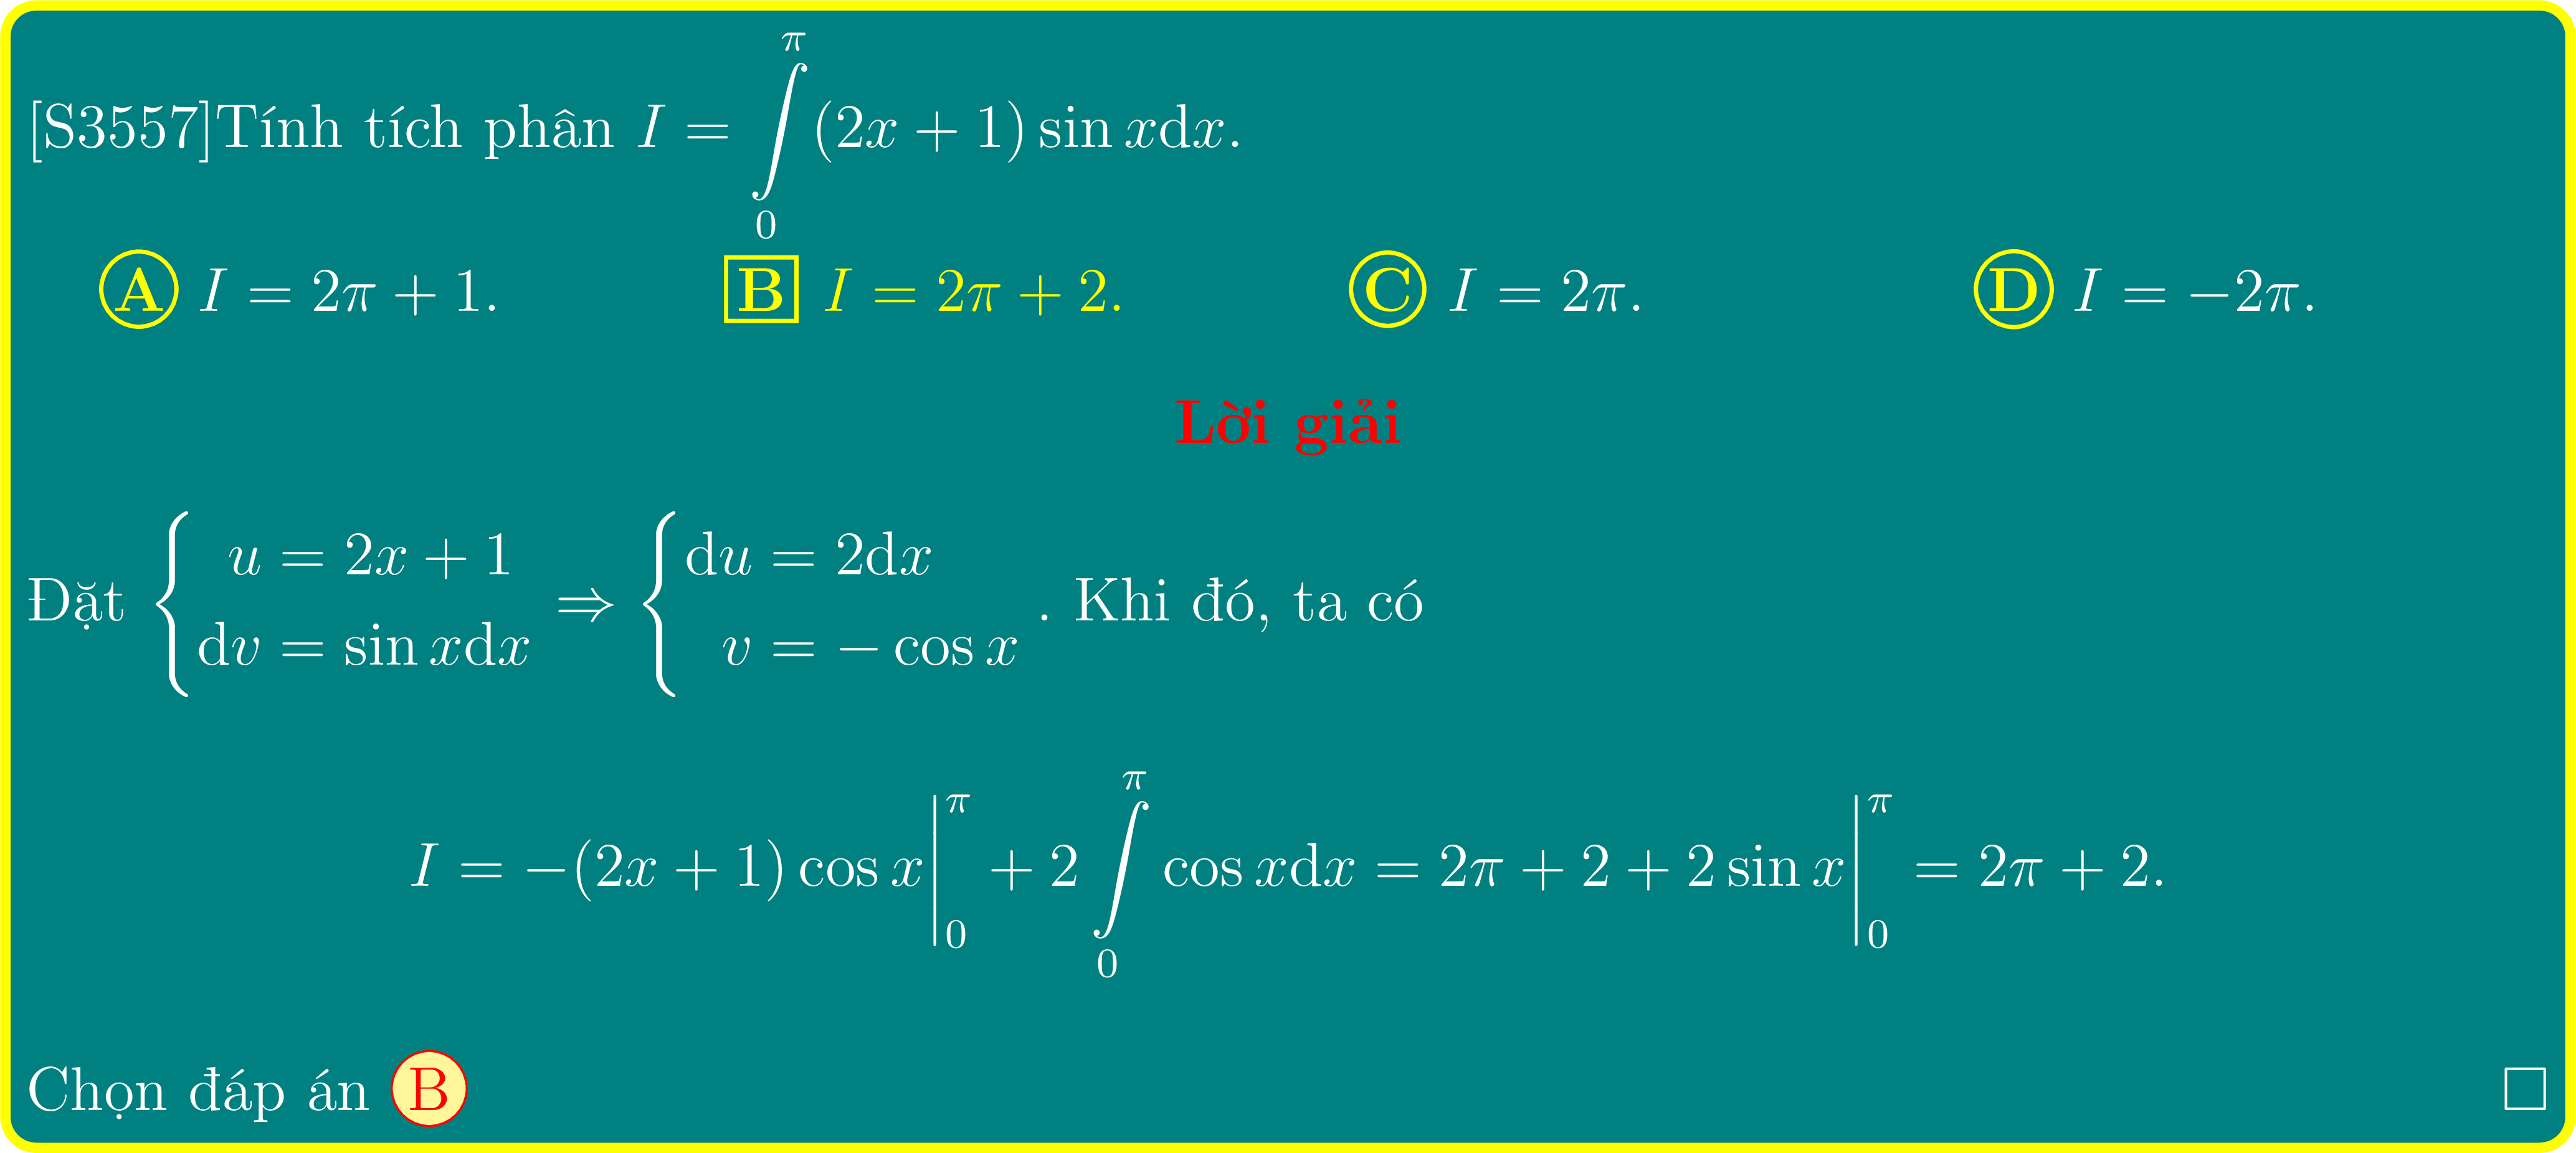 [S3557]Tính tích phân $I = \int\limits_{0}^{\pi} (2x + 1) \sin x \mathrm{d}x.$
A $I = 2\pi + 1.$ B $I = 2\pi + 2.$ C $I = 2\pi.$ D $I = -2\pi.$
Lời giải
Đặt $\begin{cases} u = 2x + 1 \\ \mathrm{d}v = \sin x \mathrm{d}x \end{cases} \Rightarrow \begin{cases} \mathrm{d}u = 2\mathrm{d}x \\ v = -\cos x \end{cases}$. Khi đó, ta có
$I = -(2x + 1) \cos x \Big|_{0}^{\pi} + 2 \int\limits_{0}^{\pi} \cos x \mathrm{d}x = 2\pi + 2 + 2 \sin x \Big|_{0}^{\pi} = 2\pi + 2.$
Chọn đáp án B □